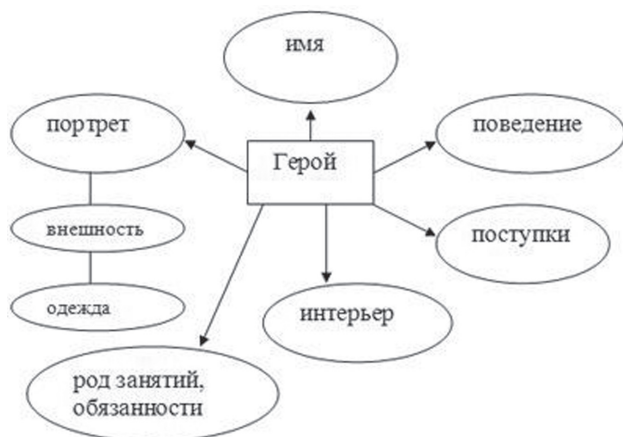 имя
портрет
поведение
Герой
внешность
поступки
одежда
интерьер
род занятий,
обязанности